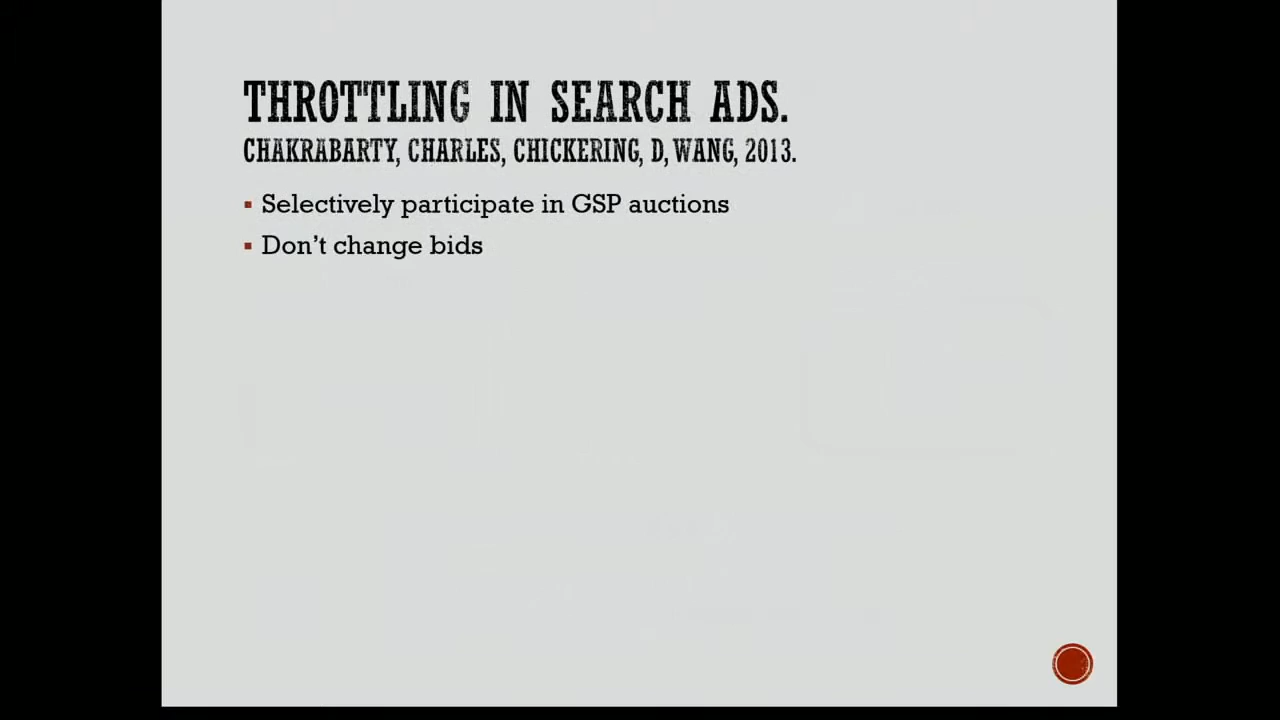 THROTTLING IN SEARCH ADS.
CHAKRABARTY, CHARLES, CHICKERING, D, WANG, 2013.
▪ Selectively participate in GSP auctions
▪ Don't change bids